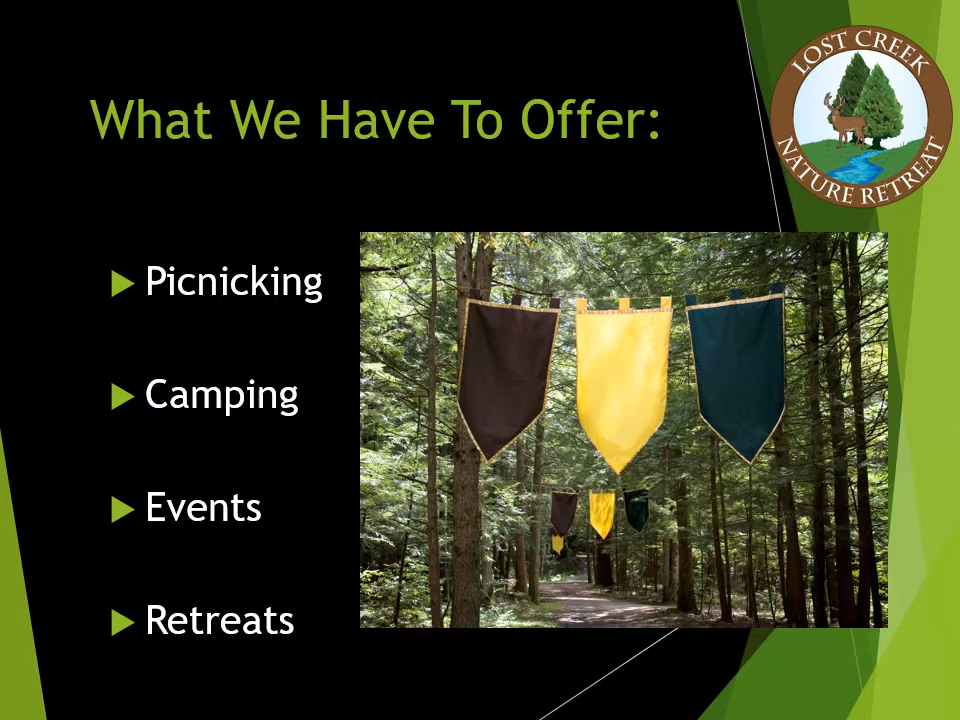 LOST CREEK
NATURE RETREAT
What We Have To Offer:
Picnicking
Camping
Events
Retreats